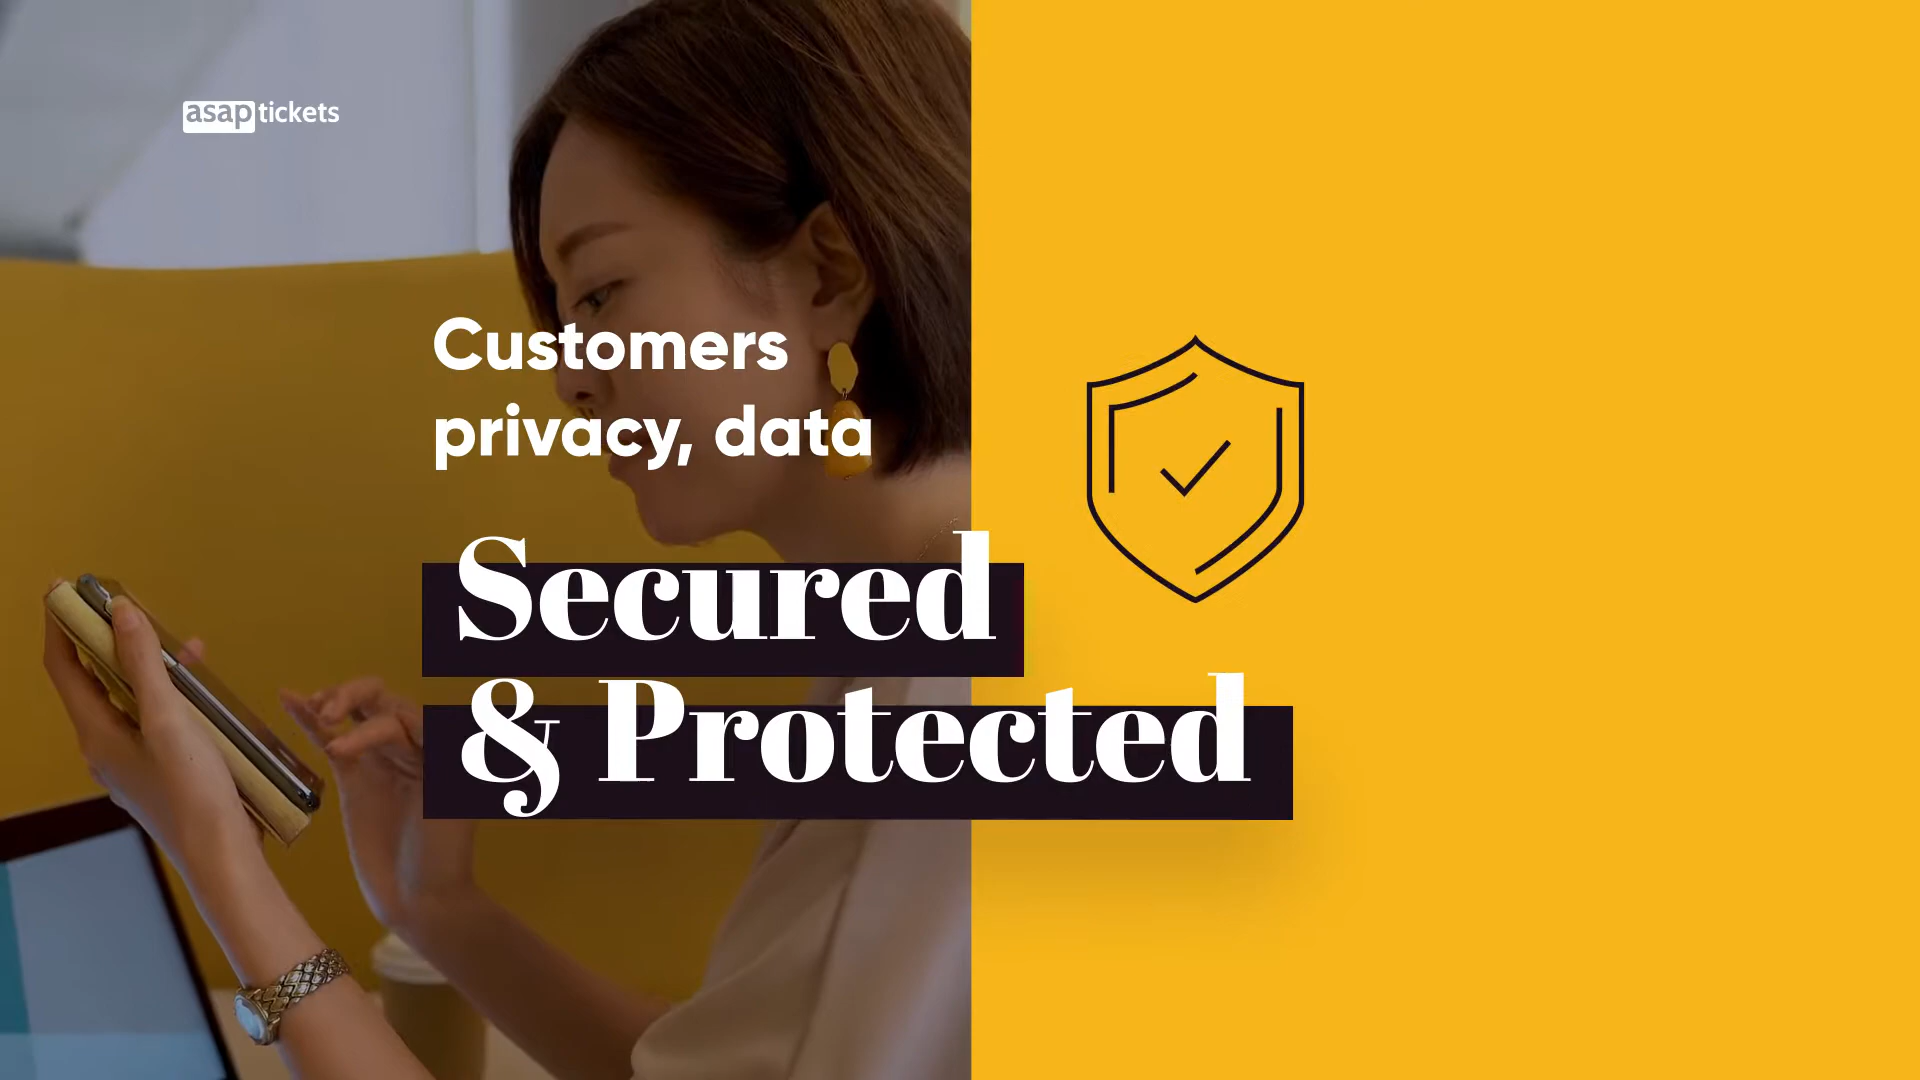 asaptickets
Customers
privacy, data
Secured
& Protected